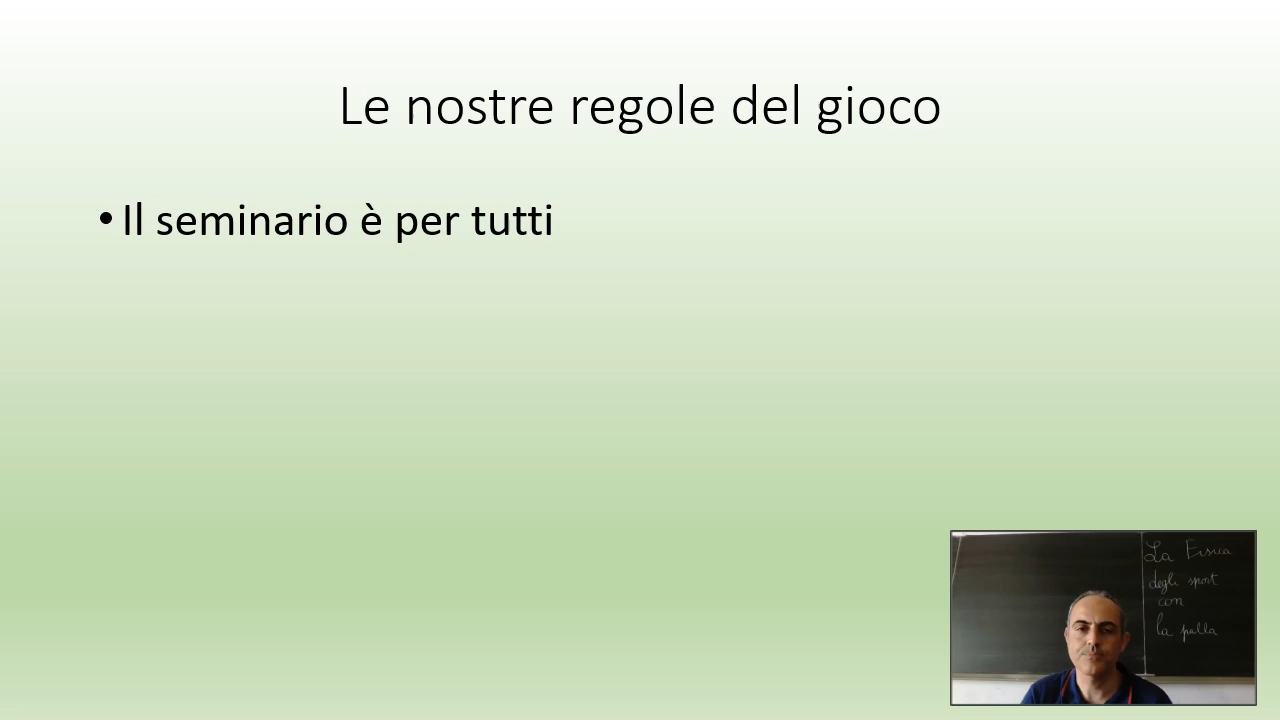 Le nostre regole del gioco
• Il seminario è per tutti
La Fisica
degli sport
con
la palla